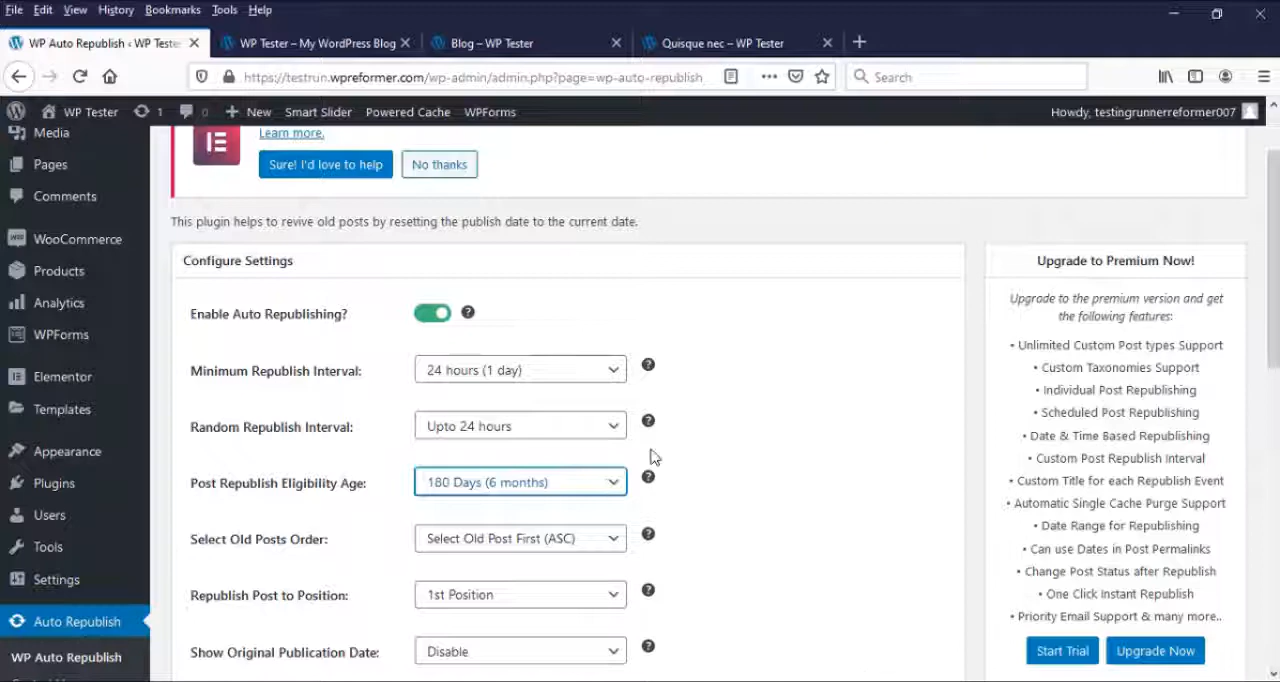 File Edit View History Bookmarks Tools Help
WP Auto Republish ‹ WP Teste
WP Tester – My WordPress Blog
Blog – WP Tester
Quisque nec – WP Tester
https://testrun.wpreformer.com/wp-admin/admin.php?page=wp-auto-republish
Search
WP Tester
1
0
New
Smart Slider
Powered Cache
WPForms
Howdy, testingrunnerreformer007
Media
Pages
Comments
WooCommerce
Products
Analytics
WPForms
Elementor
Templates
Appearance
Plugins
Users
Tools
Settings
Auto Republish
WP Auto Republish
Learn more.
Sure! I'd love to help
No thanks
This plugin helps to revive old posts by resetting the publish date to the current date.
Configure Settings
Enable Auto Republishing?
Minimum Republish Interval: 24 hours (1 day)
Random Republish Interval: Upto 24 hours
Post Republish Eligibility Age: 180 Days (6 months)
Select Old Posts Order: Select Old Post First (ASC)
Republish Post to Position: 1st Position
Show Original Publication Date: Disable
Upgrade to Premium Now!
Upgrade to the premium version and get
the following features:
• Unlimited Custom Post types Support
• Custom Taxonomies Support
• Individual Post Republishing
• Scheduled Post Republishing
• Date & Time Based Republishing
• Custom Post Republish Interval
• Custom Title for each Republish Event
• Automatic Single Cache Purge Support
• Date Range for Republishing
• Can use Dates in Post Permalinks
• Change Post Status after Republish
• One Click Instant Republish
• Priority Email Support & many more..
Start Trial
Upgrade Now